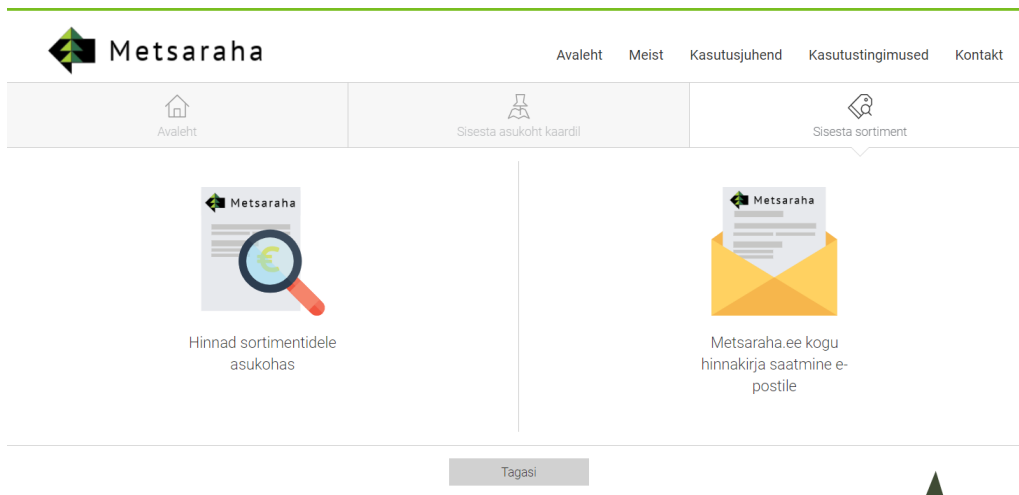 Metsaraha
Avaleht Meist Kasutusjuhend Kasutustingimused Kontakt
Avaleht
Sisesta asukoht kaardil
Sisesta sortiment
Metsaraha
€
Hinnad sortimentidele
asukohas
Metsaraha
Metsaraha.ee kogu
hinnakirja saatmine e-
postile
Tagasi